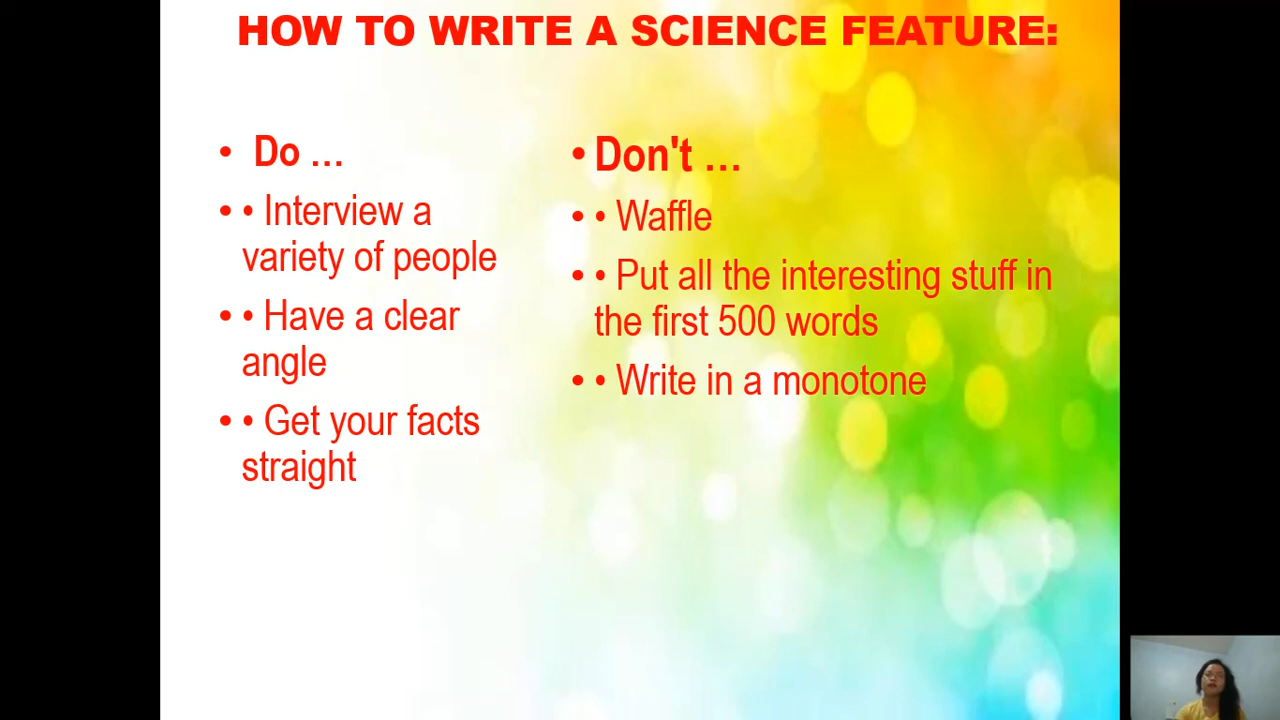 HOW TO WRITE A SCIENCE FEATURE:
• Do ...
• • Interview a
variety of people
• • Have a clear
angle
• • Get your facts
straight
• Don't ...
• • Waffle
• • Put all the interesting stuff in
the first 500 words
• • Write in a monotone